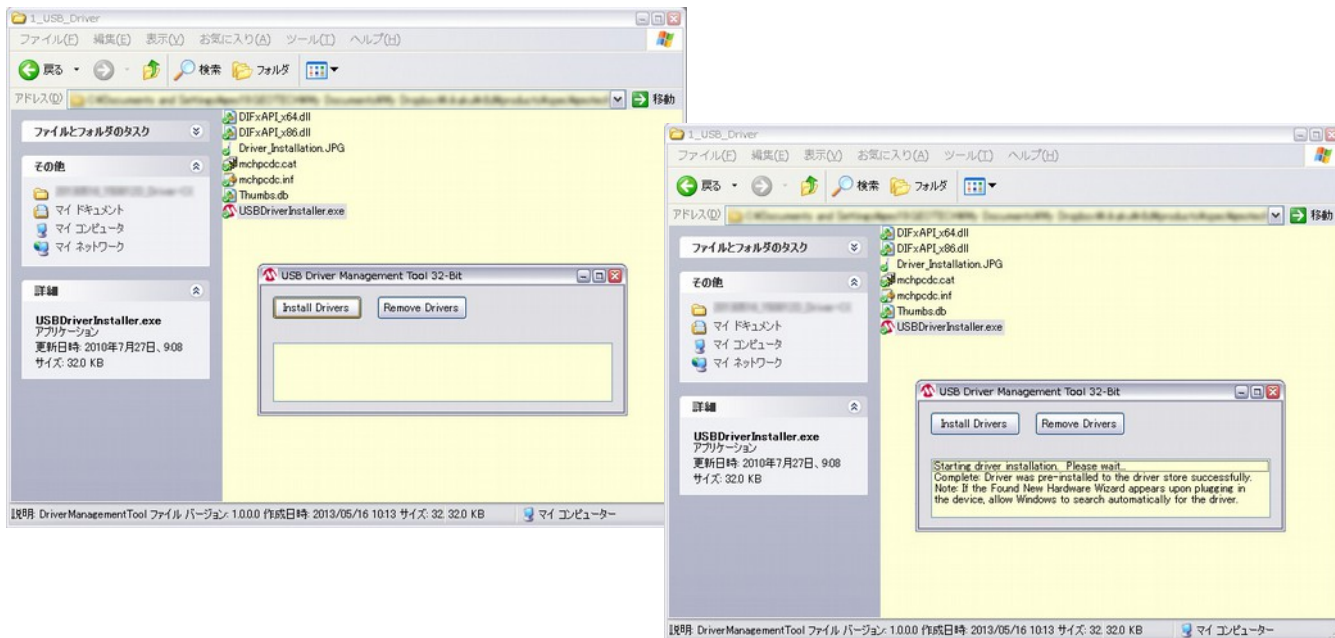 1_USB_Driver
ファイル(F) 編集(E) 表示(V) お気に入り(A) ツール(T) ヘルプ(H)
戻る 検索 フォルダ
アドレス(D) 移動
ファイルとフォルダのタスク
その他
マイ ドキュメント
マイ コンピュータ
マイ ネットワーク
詳細
USBDriverInstaller.exe
アプリケーション
更新日時: 2010年7月27日、9:08
サイズ: 32.0 KB
DIFxAPI_x64.dll
DIFxAPI_x86.dll
Driver_Installation.JPG
mchpcdc.cat
mchpcdc.inf
Thumbs.db
USBDriverInstaller.exe
USB Driver Management Tool 32-Bit
Install Drivers Remove Drivers
説明: DriverManagementTool ファイル バージョン: 1.0.0.0 作成日時: 2013/05/16 10:13 サイズ: 32. 32.0 KB マイ コンピューター
1_USB_Driver
ファイル(F) 編集(E) 表示(V) お気に入り(A) ツール(T) ヘルプ(H)
戻る 検索 フォルダ
アドレス(D) 移動
ファイルとフォルダのタスク
その他
マイ ドキュメント
マイ コンピュータ
マイ ネットワーク
詳細
USBDriverInstaller.exe
アプリケーション
更新日時: 2010年7月27日、9:08
サイズ: 32.0 KB
DIFxAPI_x64.dll
DIFxAPI_x86.dll
Driver_Installation.JPG
mchpcdc.cat
mchpcdc.inf
Thumbs.db
USBDriverInstaller.exe
USB Driver Management Tool 32-Bit
Install Drivers Remove Drivers
Starting driver installation. Please wait...
Complete: Driver was pre-installed to the driver store successfully.
Note: If the Found New Hardware Wizard appears upon plugging in
the device, allow Windows to search automatically for the driver.
説明: DriverManagementTool ファイル バージョン: 1.0.0.0 作成日時: 2013/05/16 10:13 サイズ: 32. 32.0 KB マイ コンピューター